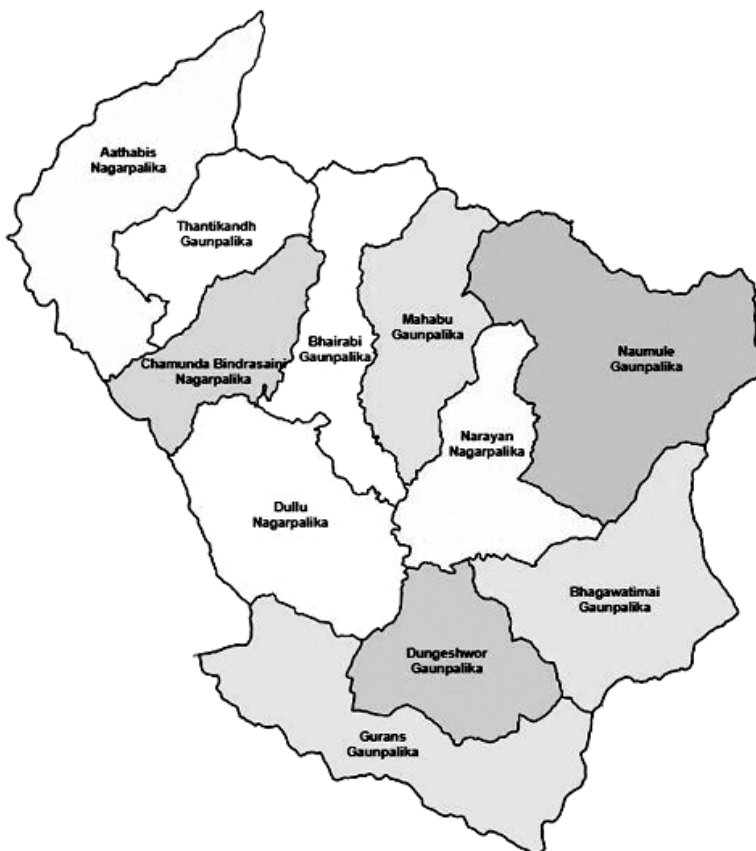 Aathabis
Nagarpalika
Thantikandh
Gaunpalika
Mahabu
Gaunpalika
Bhairabi
Gaunpalika
Naumule
Gaunpalika
Chamunda Bindrasaini
Nagarpalika
Narayan
Nagarpalika
Dullu
Nagarpalika
Bhagawatimai
Gaunpalika
Dungeshwor
Gaunpalika
Gurans
Gaunpalika